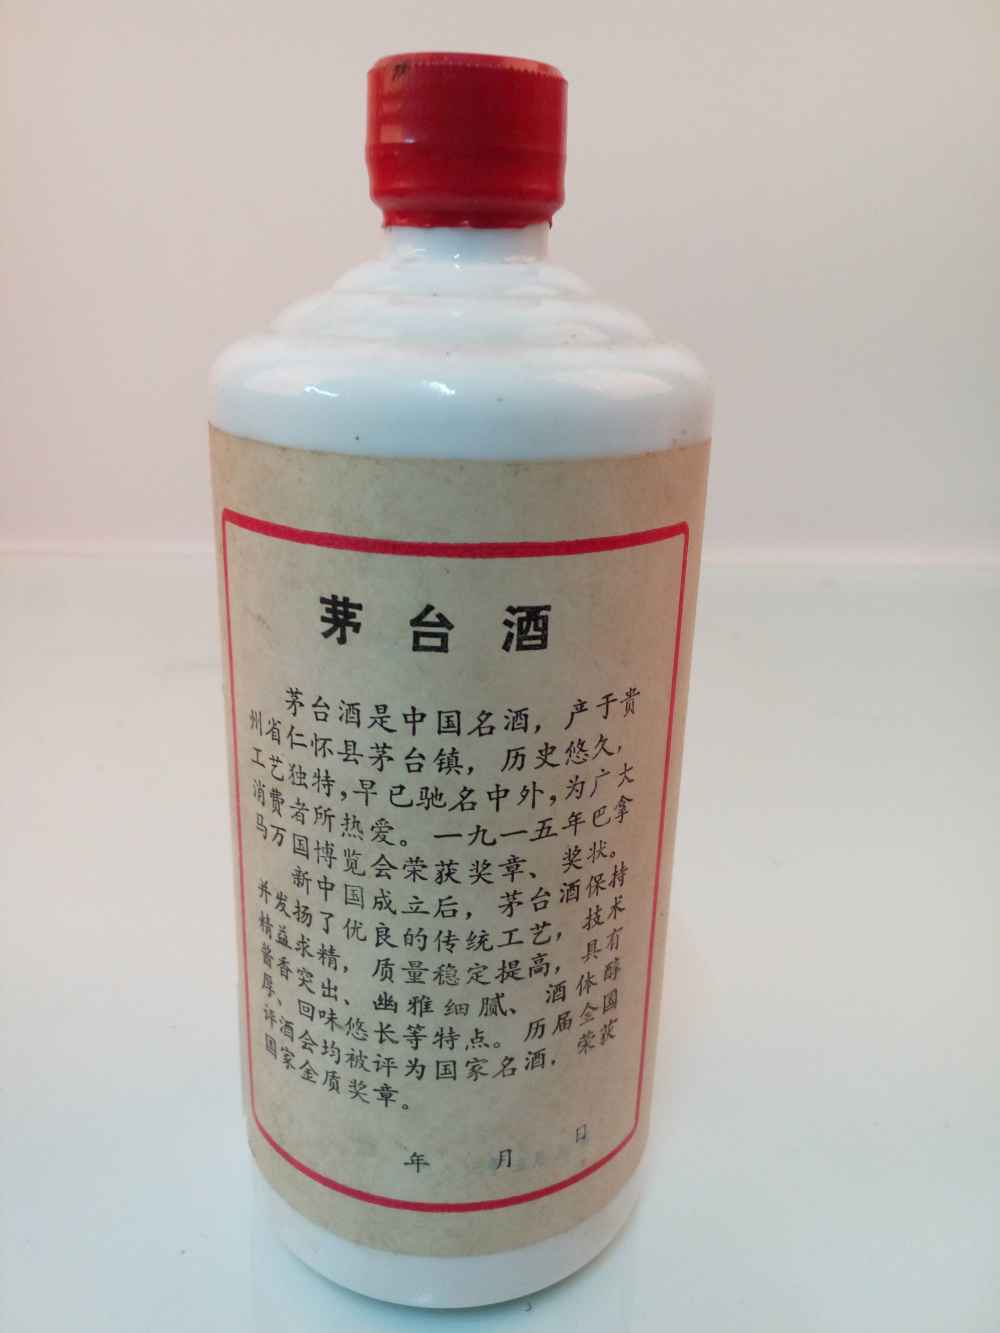 茅台酒
茅台酒是中国名酒，产于贵
州省仁怀县茅台镇，历史悠久，
工艺独特，早已驰名中外，为广大
消费者所热爱。一九一五年巴拿
马万国博览会荣获奖章、奖状。
新中国成立后，茅台酒保持
并发扬了优良的传统工艺，技术
精益求精，质量稳定提高，具有
酱香突出、幽雅细腻、酒体醇
厚、回味悠长等特点。历届全国
评酒会均被评为国家名酒，荣获
国家金质奖章。
年 月 日